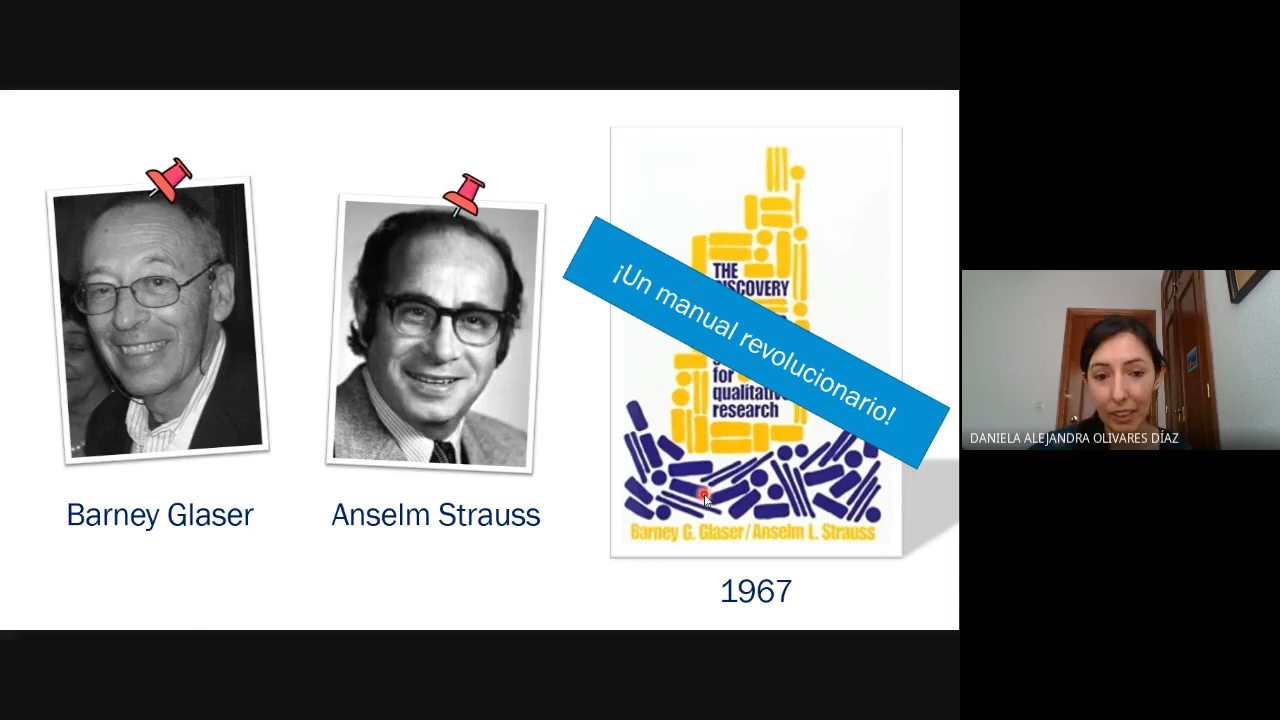 Barney Glaser
Anselm Strauss
THE
DISCOVERY
for
qualitative
research
¡Un manual revolucionario!
Barney G. Glaser/Anselm L. Strauss
1967
DANIELA ALEJANDRA OLIVARES DÍAZ